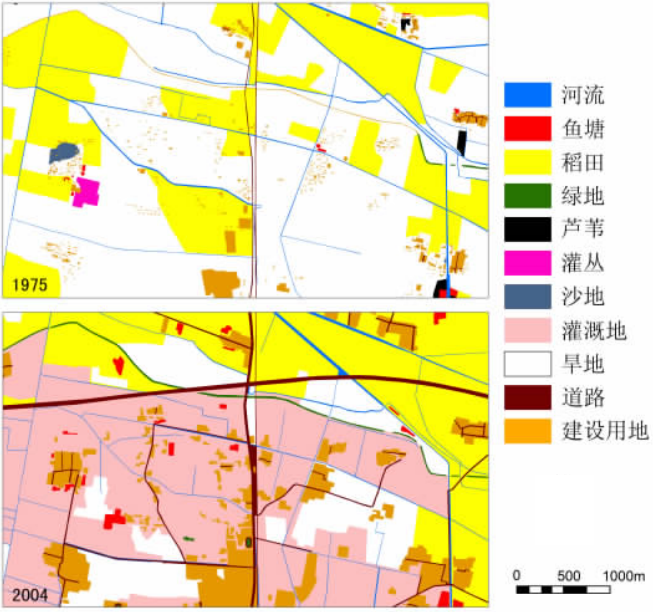 1975
2004
河流
鱼塘
稻田
绿地
芦苇
灌丛
沙地
灌溉地
旱地
道路
建设用地
0 500 1000m